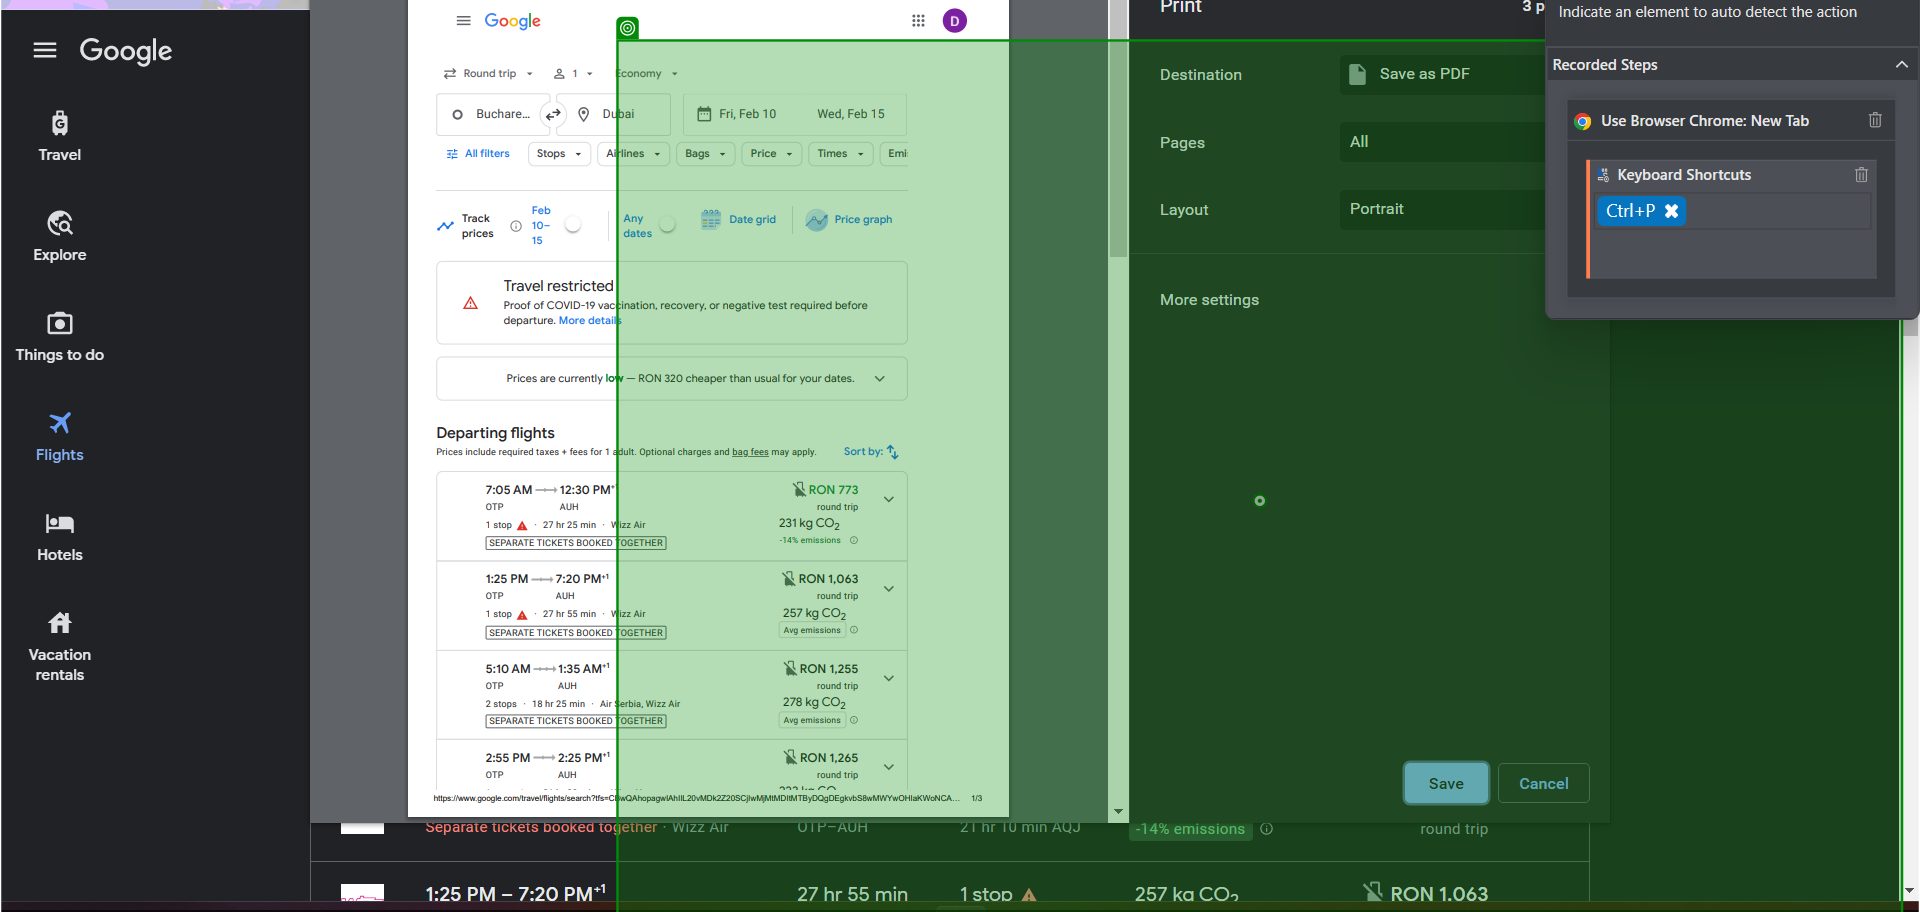 Google
Travel
Explore
Things to do
Flights
Hotels
Vacation
rentals
Google
D
Round trip
1
Economy
Buchare...
Dubai
Fri, Feb 10
Wed, Feb 15
All filters
Stops
Airlines
Bags
Price
Times
Emi
Track
prices
Feb
10–
15
Any
dates
Date grid
Price graph
Travel restricted
Proof of COVID-19 vaccination, recovery, or negative test required before
departure. More details
Prices are currently low — RON 320 cheaper than usual for your dates.
Departing flights
Prices include required taxes + fees for 1 adult. Optional charges and bag fees may apply.
Sort by:
7:05 AM 12:30 PM+1
RON 773
OTP AUH
round trip
1 stop · 27 hr 25 min · Wizz Air
231 kg CO2
SEPARATE TICKETS BOOKED TOGETHER
-14% emissions
1:25 PM 7:20 PM+1
RON 1,063
OTP AUH
round trip
1 stop · 27 hr 55 min · Wizz Air
257 kg CO2
SEPARATE TICKETS BOOKED TOGETHER
Avg emissions
5:10 AM 1:35 AM+1
RON 1,255
OTP AUH
round trip
2 stops · 18 hr 25 min · Air Serbia, Wizz Air
278 kg CO2
SEPARATE TICKETS BOOKED TOGETHER
Avg emissions
2:55 PM 2:25 PM+1
RON 1,265
OTP AUH
round trip
1/3
Print
3 p
Destination
Save as PDF
Pages
All
Layout
Portrait
More settings
Save
Cancel
Indicate an element to auto detect the action
Recorded Steps
Use Browser Chrome: New Tab
Keyboard Shortcuts
Ctrl+P
Separate tickets booked together · Wizz Air
OTP–AUH
21 hr 10 min AQJ
-14% emissions
round trip
1:25 PM – 7:20 PM+1
27 hr 55 min
1 stop
257 kg CO2
RON 1,063